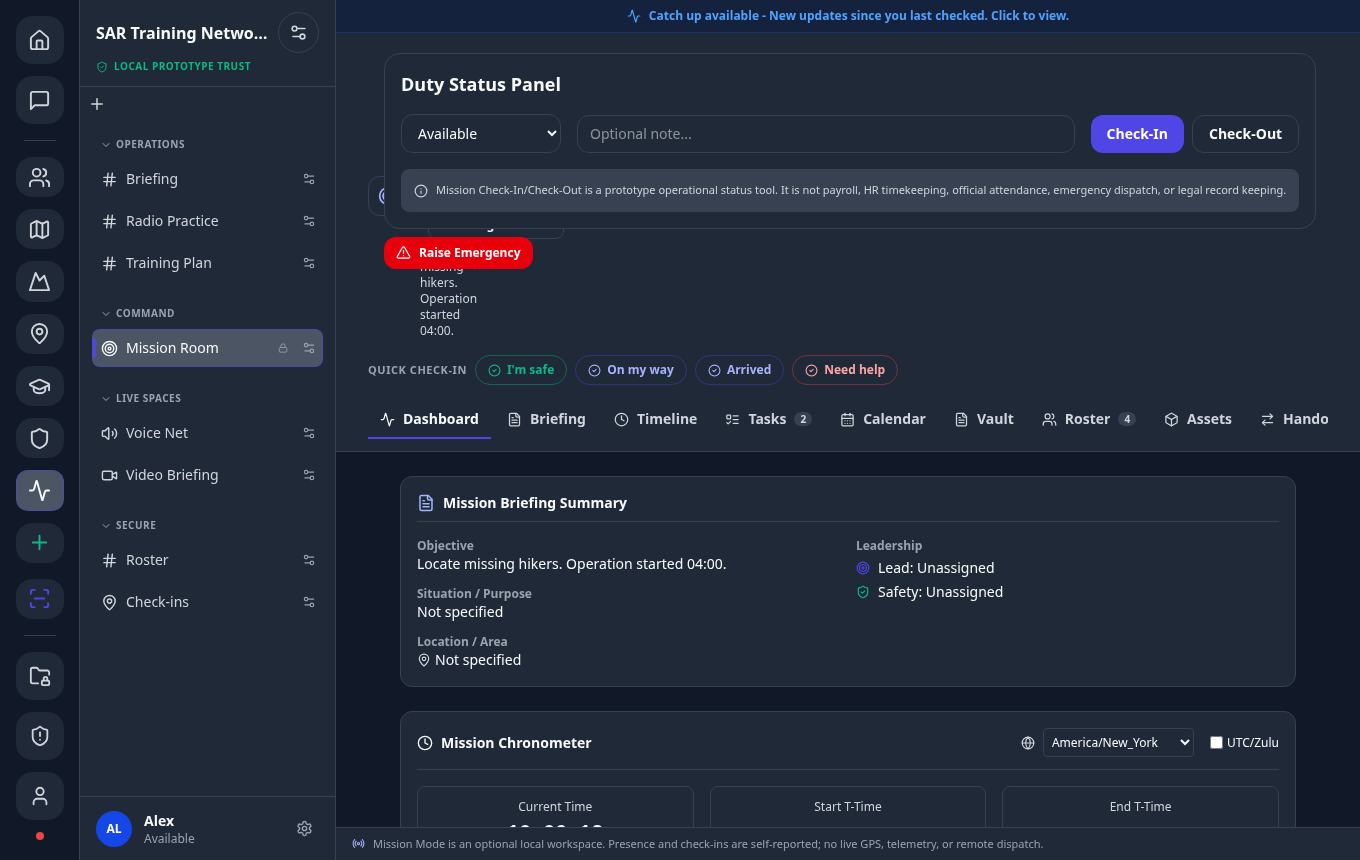 Catch up available - New updates since you last checked. Click to view.
SAR Training Netwo...
LOCAL PROTOTYPE TRUST
OPERATIONS
Briefing
Radio Practice
Training Plan
COMMAND
Mission Room
LIVE SPACES
Voice Net
Video Briefing
SECURE
Roster
Check-ins
AL
Alex
Available
Duty Status Panel
Available
Optional note...
Check-In
Check-Out
Mission Check-In/Check-Out is a prototype operational status tool. It is not payroll, HR timekeeping, official attendance, emergency dispatch, or legal record keeping.
Raise Emergency
missing
hikers.
Operation
started
04:00.
QUICK CHECK-IN
I'm safe
On my way
Arrived
Need help
Dashboard
Briefing
Timeline
Tasks 2
Calendar
Vault
Roster 4
Assets
Hando
Mission Briefing Summary
Objective
Locate missing hikers. Operation started 04:00.
Situation / Purpose
Not specified
Location / Area
Not specified
Leadership
Lead: Unassigned
Safety: Unassigned
Mission Chronometer
America/New_York
UTC/Zulu
Current Time
Start T-Time
End T-Time
Mission Mode is an optional local workspace. Presence and check-ins are self-reported; no live GPS, telemetry, or remote dispatch.